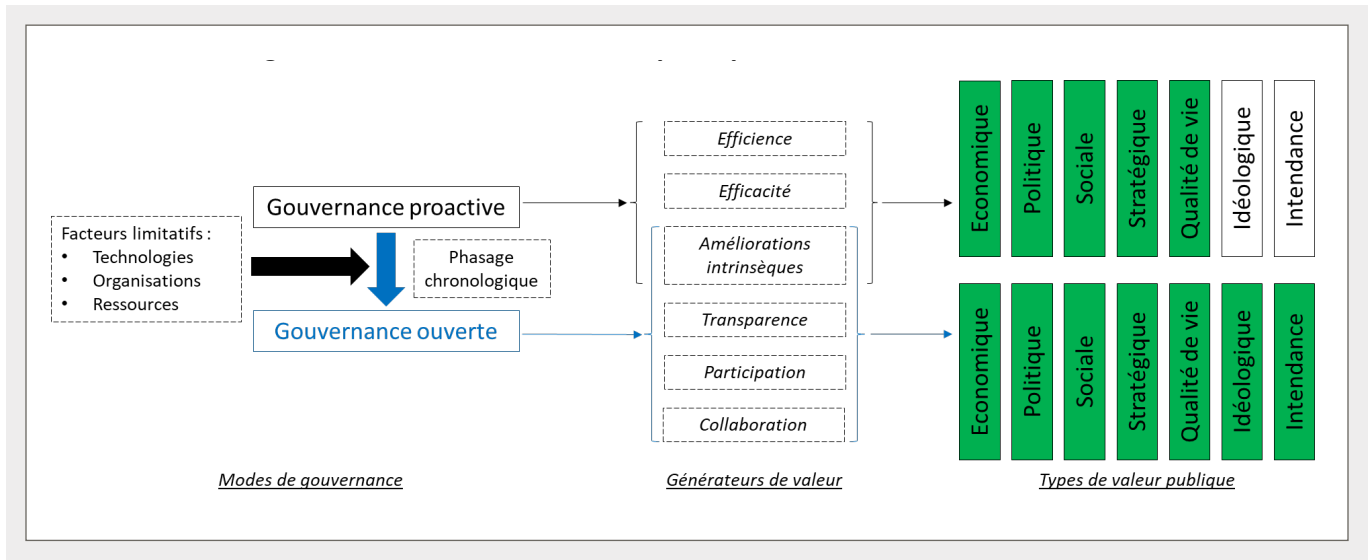 Facteurs limitatifs :
• Technologies
• Organisations
• Ressources
Gouvernance proactive
Phasage
chronologique
Gouvernance ouverte
Modes de gouvernance
Efficience
Efficacité
Améliorations
intrinsèques
Transparence
Participation
Collaboration
Générateurs de valeur
Economique
Politique
Sociale
Stratégique
Qualité de vie
Idéologique
Intendance
Economique
Politique
Sociale
Stratégique
Qualité de vie
Idéologique
Intendance
Types de valeur publique